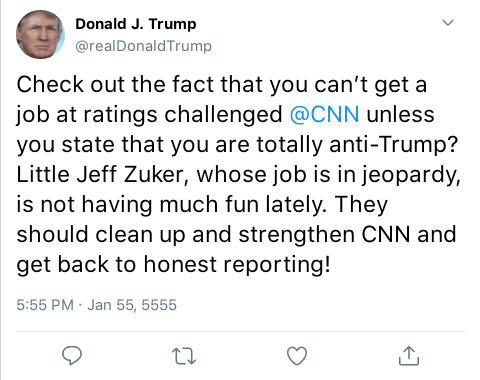 Donald J. Trump
@realDonaldTrump
Check out the fact that you can’t get a
job at ratings challenged @CNN unless
you state that you are totally anti-Trump?
Little Jeff Zuker, whose job is in jeopardy,
is not having much fun lately. They
should clean up and strengthen CNN and
get back to honest reporting!
5:55 PM · Jan 55, 5555